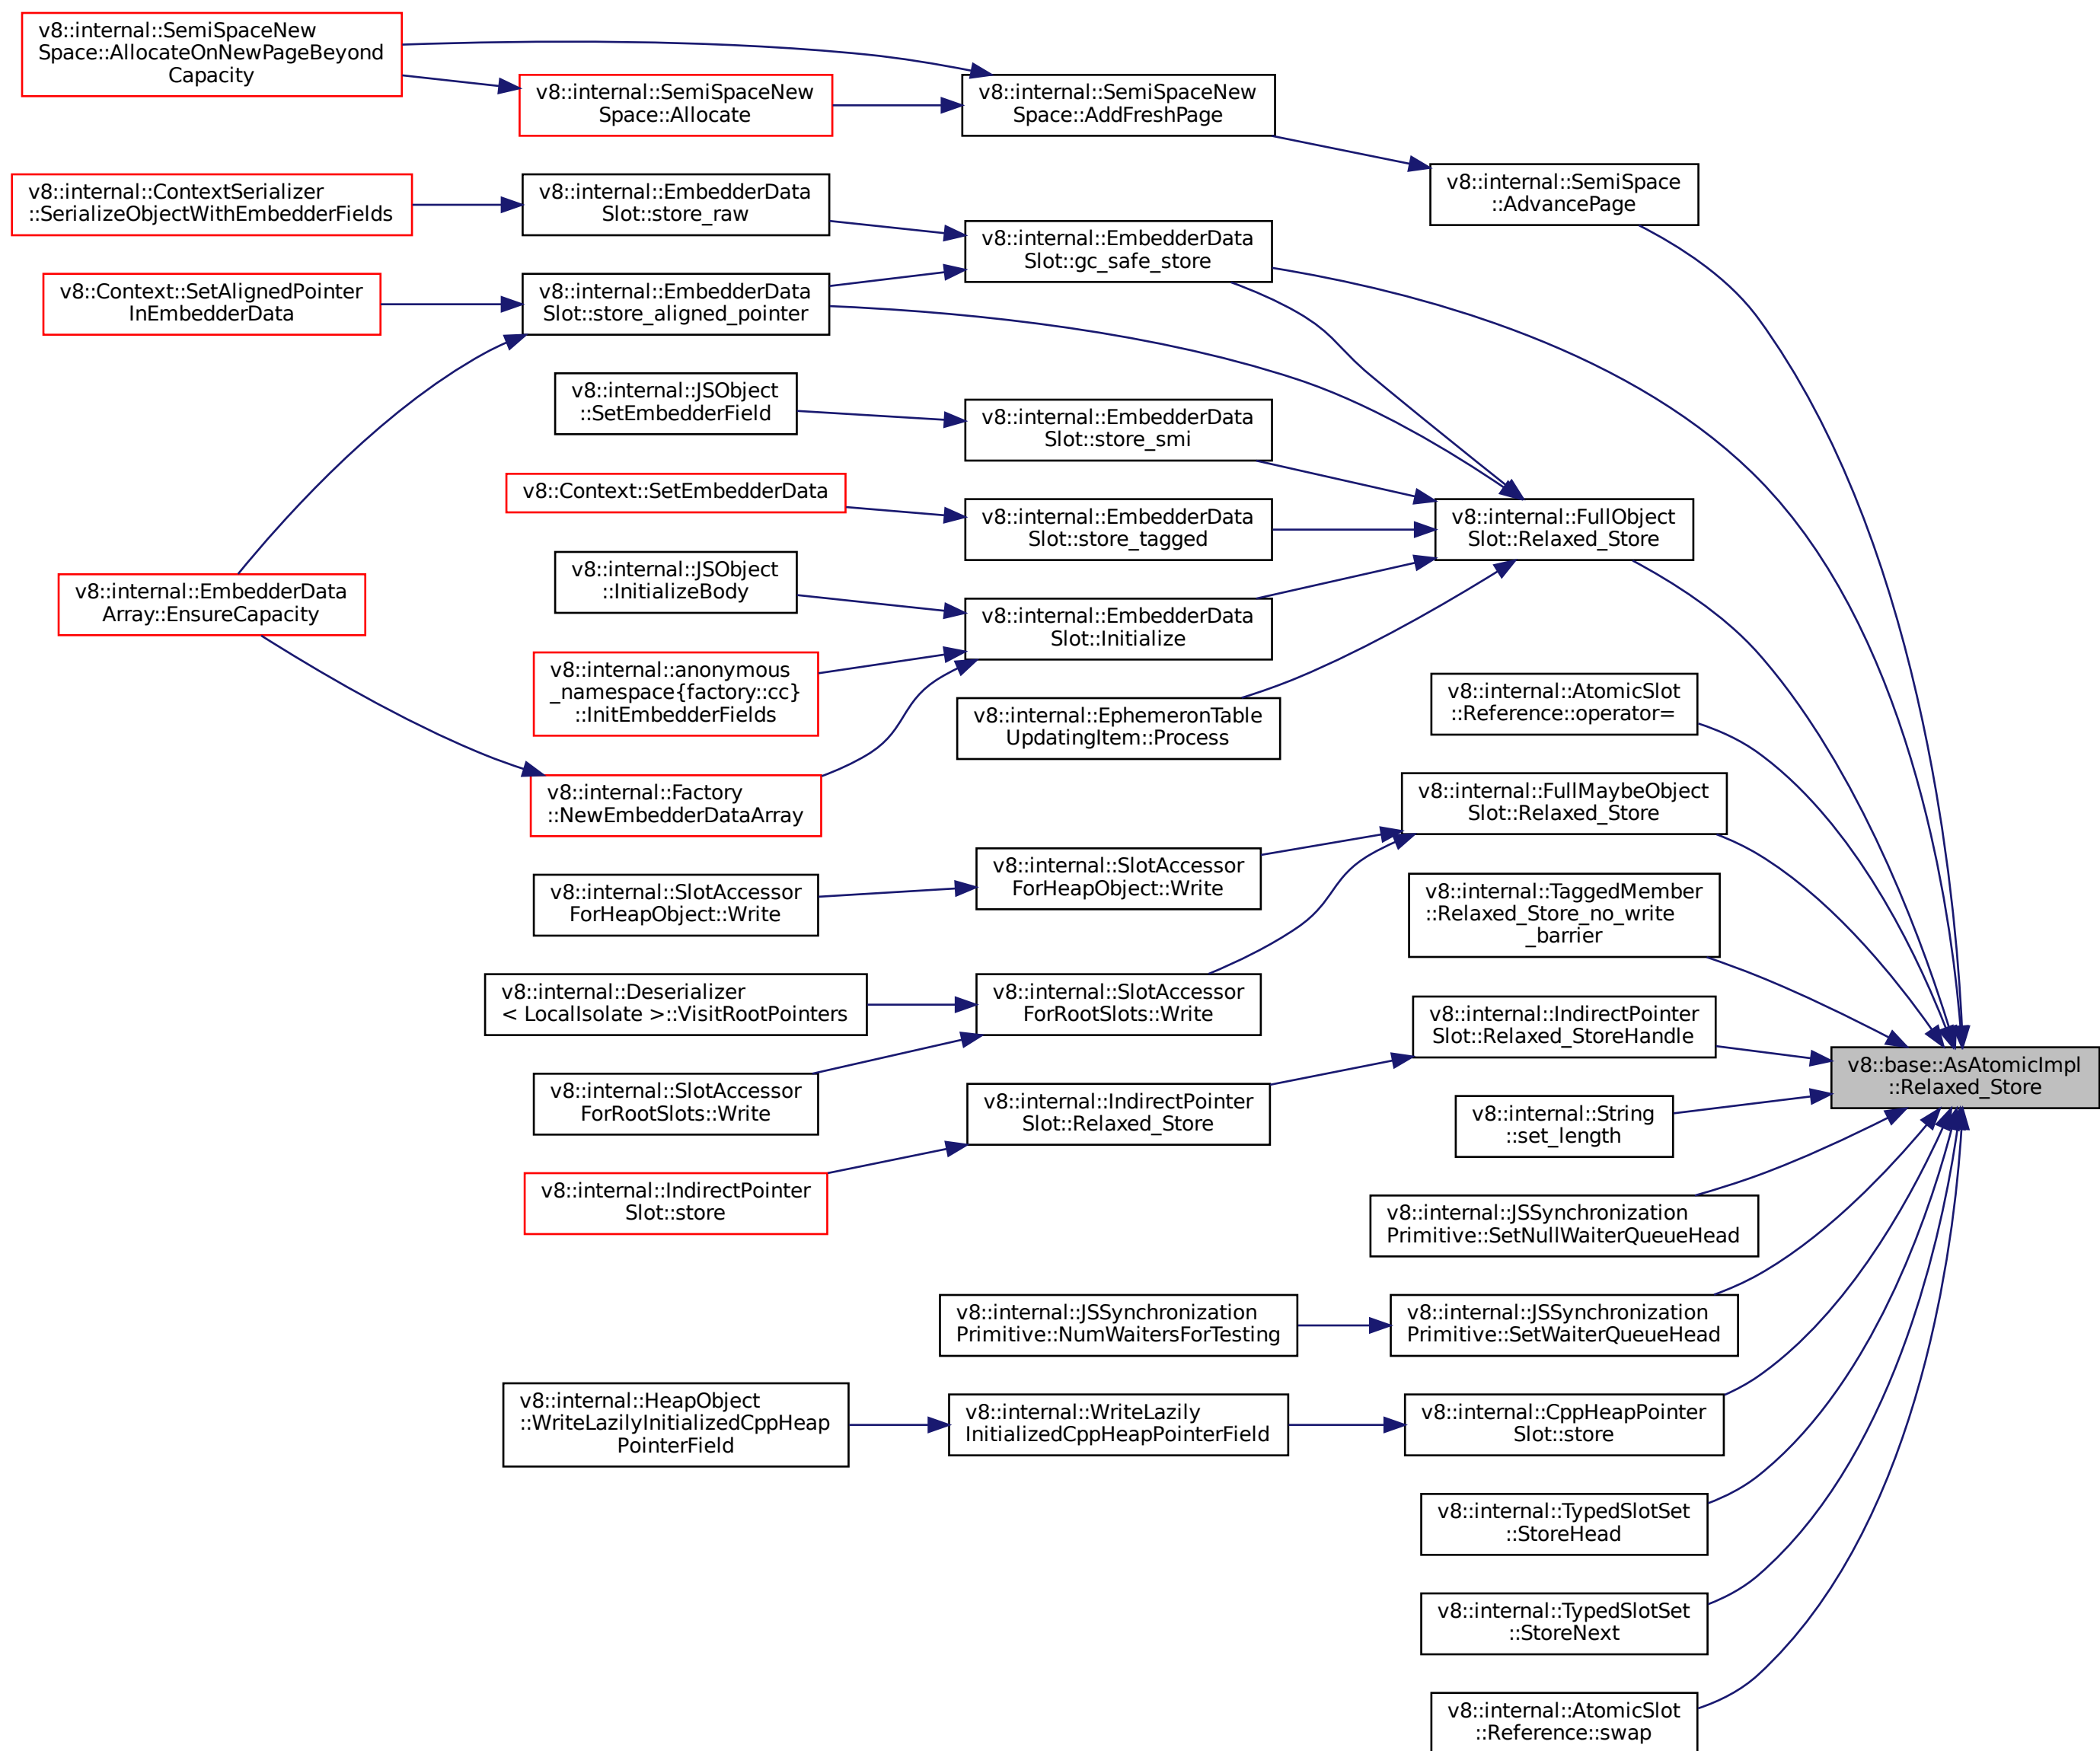 v8::internal::SemiSpaceNew
Space::AllocateOnNewPageBeyond
Capacity
v8::internal::SemiSpaceNew
Space::Allocate
v8::internal::SemiSpaceNew
Space::AddFreshPage
v8::internal::SemiSpace
::AdvancePage
v8::internal::ContextSerializer
::SerializeObjectWithEmbedderFields
v8::internal::EmbedderData
Slot::store_raw
v8::internal::EmbedderData
Slot::gc_safe_store
v8::Context::SetAlignedPointer
InEmbedderData
v8::internal::EmbedderData
Slot::store_aligned_pointer
v8::internal::JSObject
::SetEmbedderField
v8::internal::EmbedderData
Slot::store_smi
v8::Context::SetEmbedderData
v8::internal::EmbedderData
Slot::store_tagged
v8::internal::FullObject
Slot::Relaxed_Store
v8::internal::JSObject
::InitializeBody
v8::internal::EmbedderData
Array::EnsureCapacity
v8::internal::EmbedderData
Slot::Initialize
v8::internal::anonymous
_namespace{factory::cc}
::InitEmbedderFields
v8::internal::EphemeronTable
UpdatingItem::Process
v8::internal::AtomicSlot
::Reference::operator=
v8::internal::Factory
::NewEmbedderDataArray
v8::internal::FullMaybeObject
Slot::Relaxed_Store
v8::internal::SlotAccessor
ForHeapObject::Write
v8::internal::SlotAccessor
ForHeapObject::Write
v8::internal::TaggedMember
::Relaxed_Store_no_write
_barrier
v8::internal::Deserializer
< LocalIsolate >::VisitRootPointers
v8::internal::SlotAccessor
ForRootSlots::Write
v8::internal::IndirectPointer
Slot::Relaxed_StoreHandle
v8::base::AsAtomicImpl
::Relaxed_Store
v8::internal::SlotAccessor
ForRootSlots::Write
v8::internal::IndirectPointer
Slot::Relaxed_Store
v8::internal::String
::set_length
v8::internal::IndirectPointer
Slot::store
v8::internal::JSSynchronization
Primitive::SetNullWaiterQueueHead
v8::internal::JSSynchronization
Primitive::NumWaitersForTesting
v8::internal::JSSynchronization
Primitive::SetWaiterQueueHead
v8::internal::HeapObject
::WriteLazilyInitializedCppHeap
PointerField
v8::internal::WriteLazily
InitializedCppHeapPointerField
v8::internal::CppHeapPointer
Slot::store
v8::internal::TypedSlotSet
::StoreHead
v8::internal::TypedSlotSet
::StoreNext
v8::internal::AtomicSlot
::Reference::swap